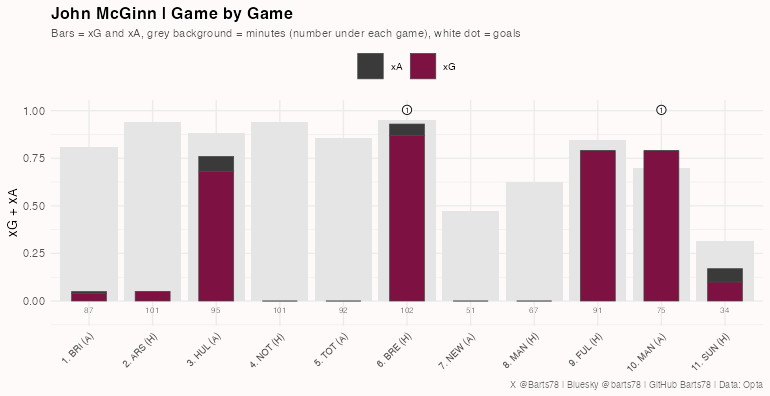 John McGinn | Game by Game
Bars = xG and xA, grey background = minutes (number under each game), white dot = goals
xA xG
xG + xA
1.00
0.75
0.50
0.25
0.00
1 1
87 101 95 101 92 102 51 67 91 75 34
1. BRI (A) 2. ARS (H) 3. HUL (A) 4. NOT (H) 5. TOT (A) 6. BRE (H) 7. NEW (A) 8. MAN (H) 9. FUL (H) 10. MAN (A) 11. SUN (H)
X @Barts78 | Bluesky @barts78 | GitHub Barts78 | Data: Opta